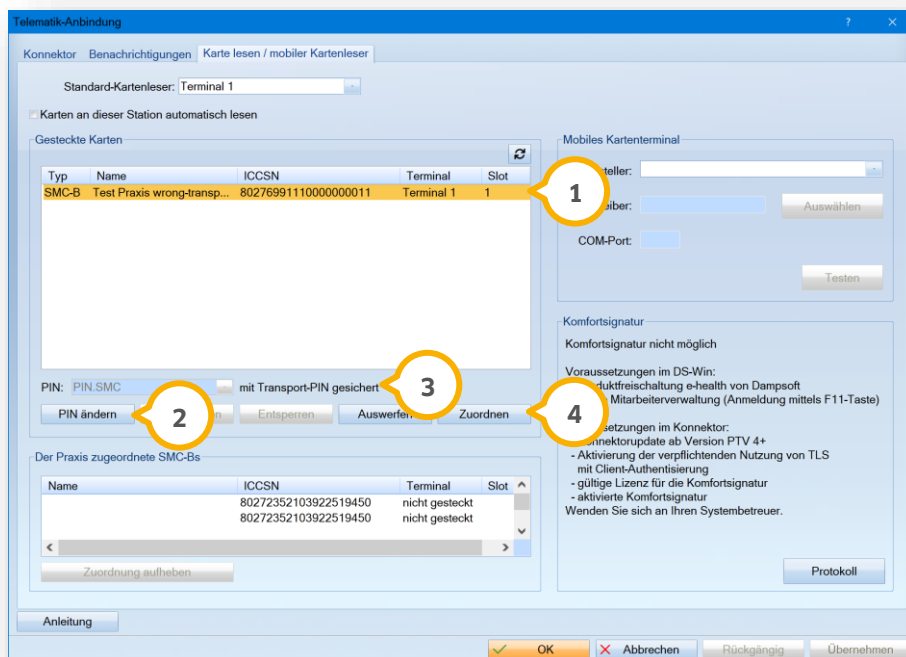 Telematik-Anbindung ? ×
Konnektor Benachrichtigungen Karte lesen / mobiler Kartenleser
Standard-Kartenleser: Terminal 1
Karten an dieser Station automatisch lesen
Gesteckte Karten
Typ Name ICCSN Terminal Slot
SMC-B Test Praxis wrong-transp... 80276991110000000011 Terminal 1 1
1
PIN: PIN.SMC mit Transport-PIN gesichert
3
PIN ändern Entsperren Auswerfen Zuordnen
2
4
Der Praxis zugeordnete SMC-Bs
Name ICCSN Terminal Slot
80272352103922519450 nicht gesteckt
80272352103922519450 nicht gesteckt
Zuordnung aufheben
Mobiles Kartenterminal
Auswählen
COM-Port:
Testen
Komfortsignatur
Komfortsignatur nicht möglich
Voraussetzungen im DS-Win:
duktfreischaltung e-health von Dampsoft
Mitarbeiterverwaltung (Anmeldung mittels F11-Taste)
ssetzungen im Konnektor:
nnektorupdate ab Version PTV 4+
- Aktivierung der verpflichtenden Nutzung von TLS
mit Client-Authentisierung
- gültige Lizenz für die Komfortsignatur
- aktivierte Komfortsignatur
Wenden Sie sich an Ihren Systembetreuer.
Protokoll
Anleitung
OK Abbrechen Rückgängig Übernehmen